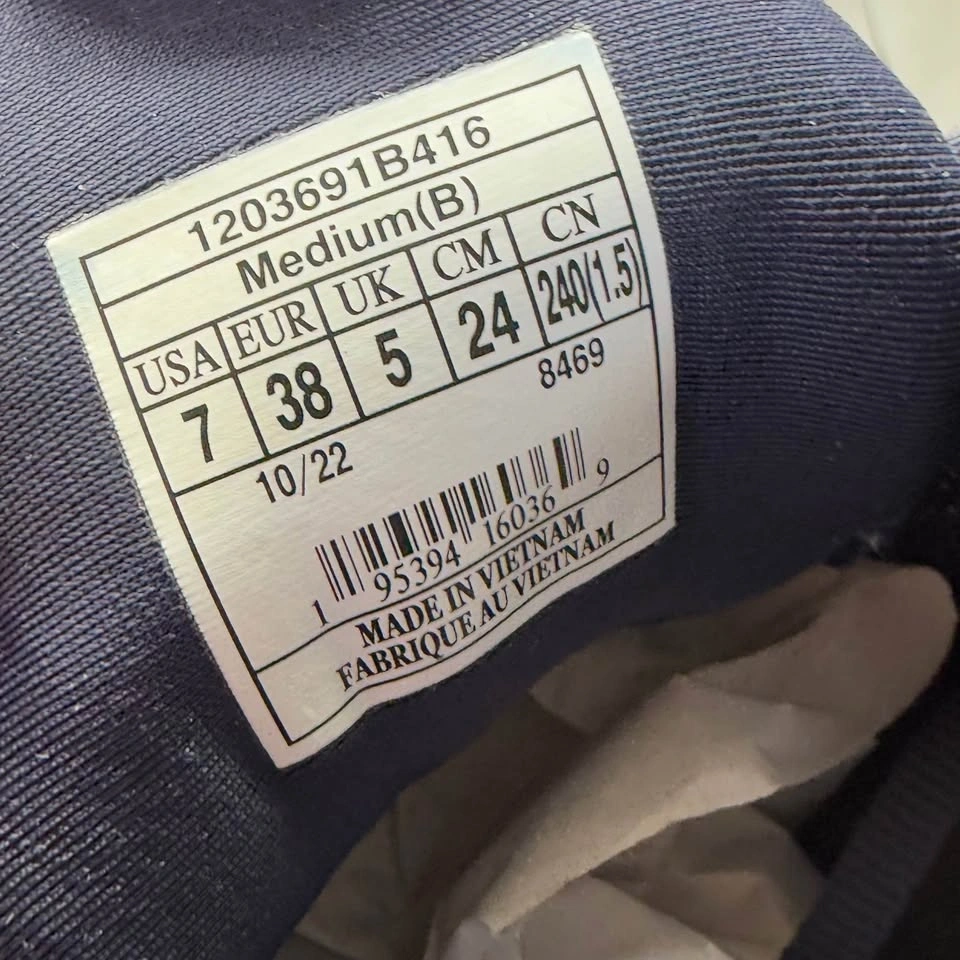 1203691B416
Medium(B)
USA EUR UK CM CN
7 38 5 24 240(1.5)
10/22 8469
1 95394 16036 9
MADE IN VIETNAM
FABRIQUE AU VIETNAM